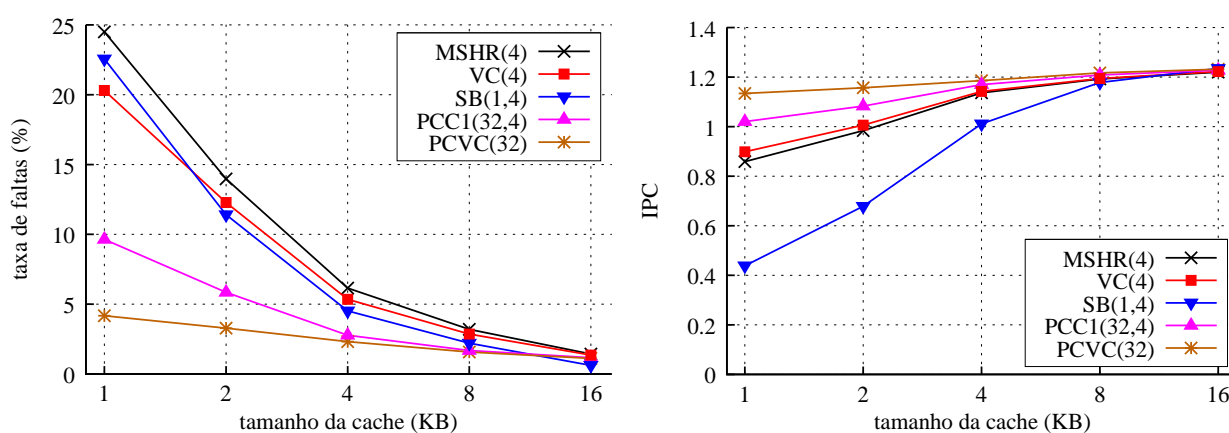 25
20
15
10
5
0
taxa de faltas (%)
MSHR(4)
VC(4)
SB(1,4)
PCC1(32,4)
PCVC(32)
1 2 4 8 16
tamanho da cache (KB)
1.4
1.2
1
0.8
0.6
0.4
0.2
0
IPC
MSHR(4)
VC(4)
SB(1,4)
PCC1(32,4)
PCVC(32)
1 2 4 8 16
tamanho da cache (KB)